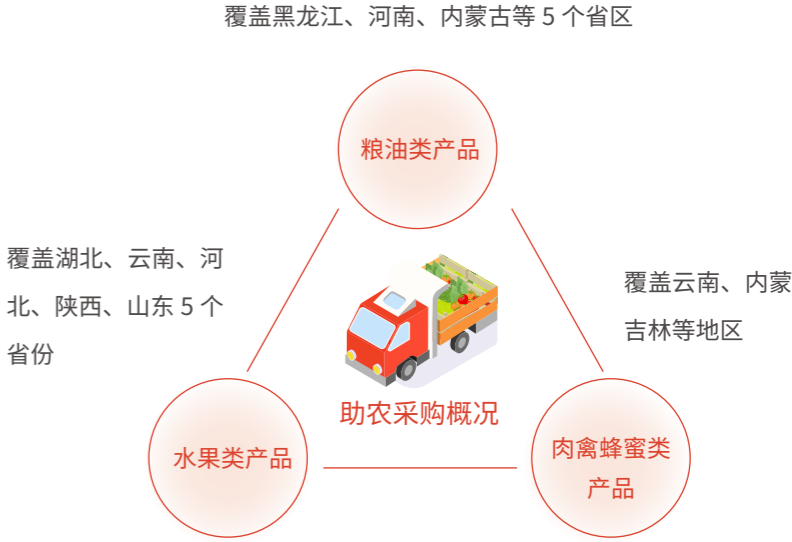 覆盖黑龙江、河南、内蒙古等 5 个省区
粮油类产品
覆盖湖北、云南、河
北、陕西、山东 5 个
省份
覆盖云南、内蒙
吉林等地区
助农采购概况
水果类产品
肉禽蜂蜜类
产品